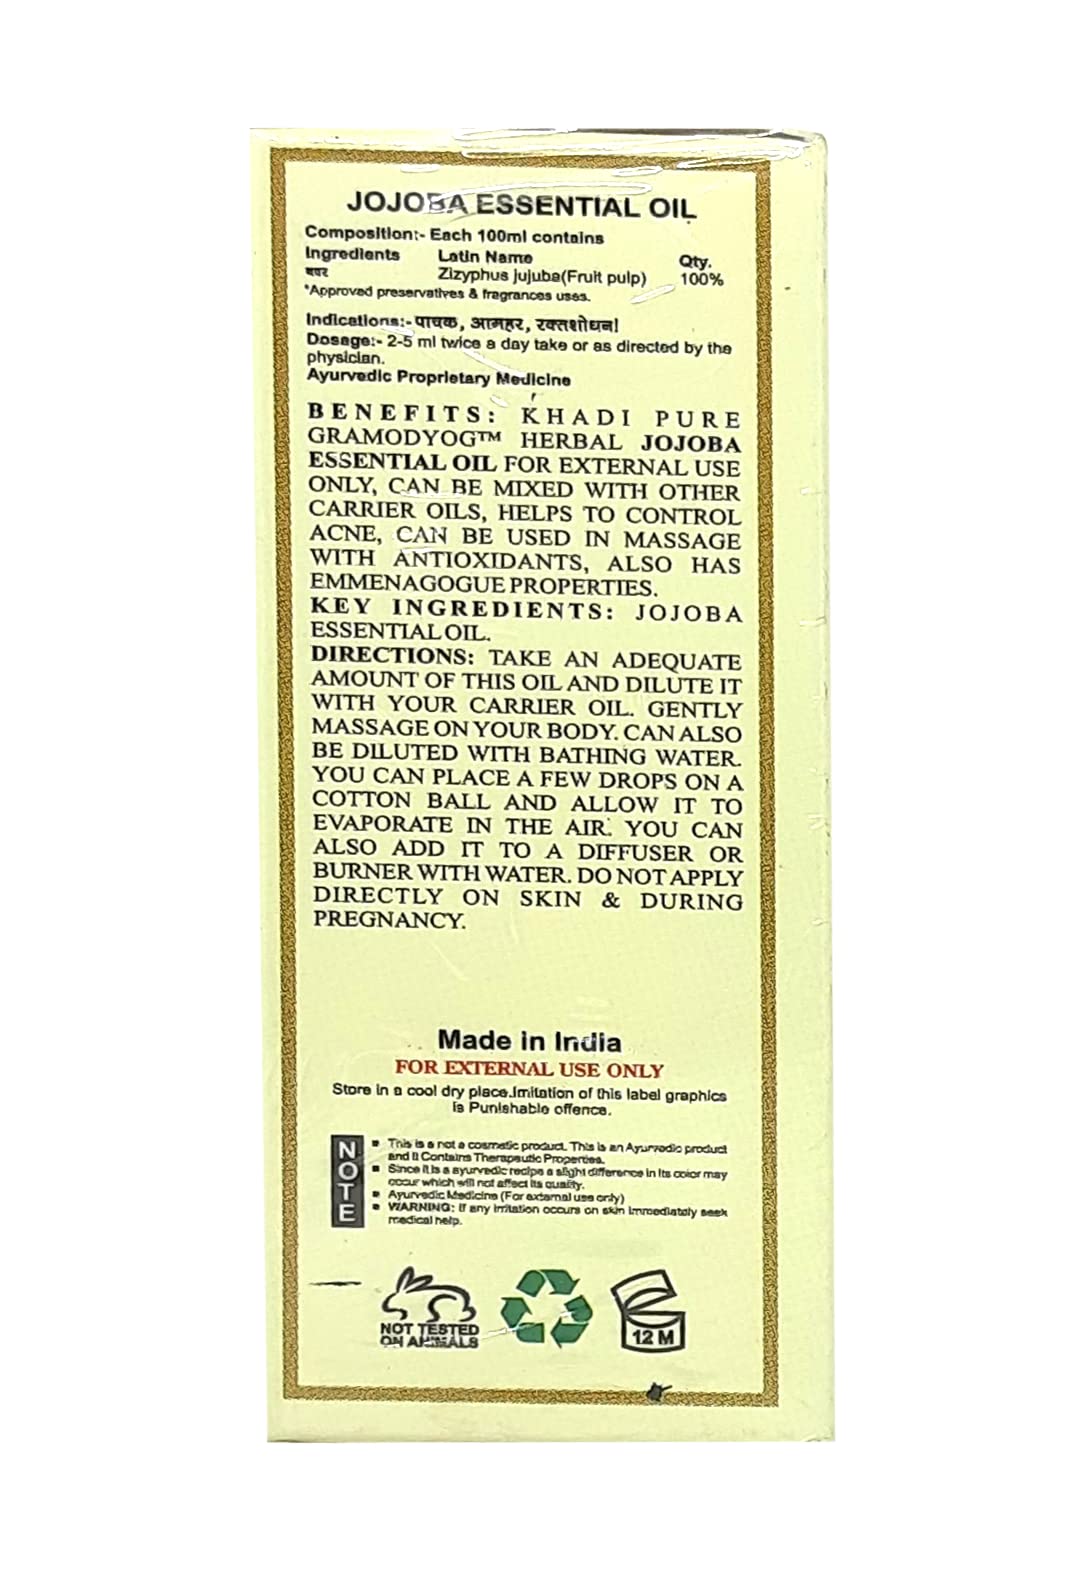 JOJOBA ESSENTIAL OIL
Composition:- Each 100ml contains
Ingredients Latin Name Qty.
बदर Zizyphus jujuba(Fruit pulp) 100%
*Approved preservatives & fragrances uses.
Indications:- पाचक, आमहर, रक्तशोधन।
Dosage:- 2-5 ml twice a day take or as directed by the
physician.
Ayurvedic Proprietary Medicine
BENEFITS: KHADI PURE
GRAMODYOG™ HERBAL JOJOBA
ESSENTIAL OIL FOR EXTERNAL USE
ONLY, CAN BE MIXED WITH OTHER
CARRIER OILS, HELPS TO CONTROL
ACNE, CAN BE USED IN MASSAGE
WITH ANTIOXIDANTS, ALSO HAS
EMMENAGOGUE PROPERTIES.
KEY INGREDIENTS: JOJOBA
ESSENTIAL OIL.
DIRECTIONS: TAKE AN ADEQUATE
AMOUNT OF THIS OIL AND DILUTE IT
WITH YOUR CARRIER OIL. GENTLY
MASSAGE ON YOUR BODY. CAN ALSO
BE DILUTED WITH BATHING WATER.
YOU CAN PLACE A FEW DROPS ON A
COTTON BALL AND ALLOW IT TO
EVAPORATE IN THE AIR. YOU CAN
ALSO ADD IT TO A DIFFUSER OR
BURNER WITH WATER. DO NOT APPLY
DIRECTLY ON SKIN & DURING
PREGNANCY.
Made in India
FOR EXTERNAL USE ONLY
Store in a cool dry place.Imitation of this label graphics
is Punishable offence.
NOTE
This is a not a cosmetic product. This is an Ayurvedic product
and it Contains Therapeutic Properties.
Since it is a ayurvedic recipe a slight difference in its color may
occur which will not affect its quality.
Ayurvedic Medicine (For external use only)
WARNING: If any irritation occurs on skin immediately seek
medical help.
NOT TESTED
ON ANIMALS
12 M